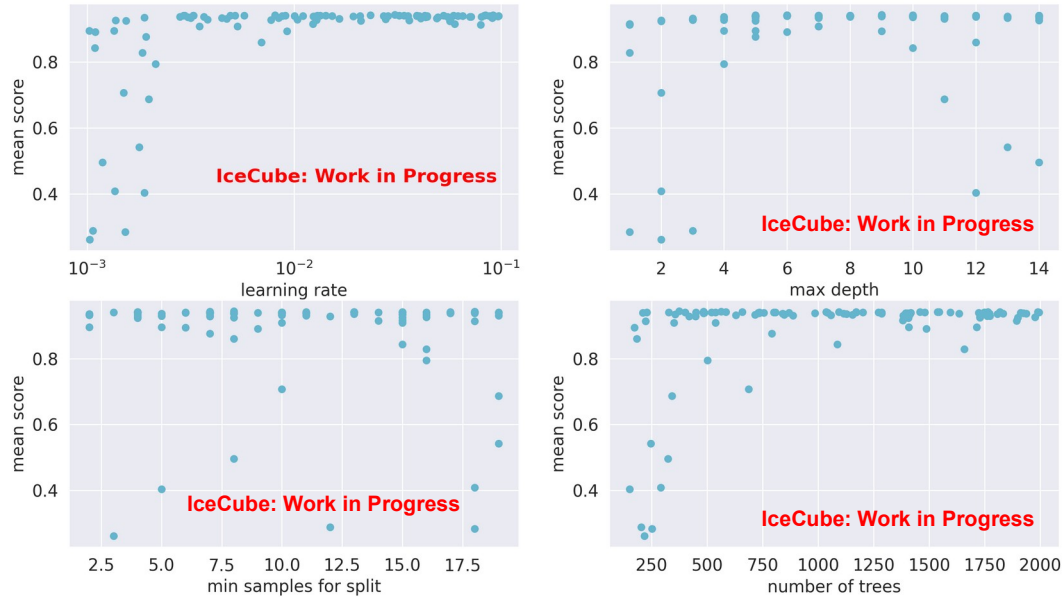 mean score
0.8
0.6
0.4
IceCube: Work in Progress
10⁻³
10⁻²
10⁻¹
learning rate
mean score
0.8
0.6
0.4
IceCube: Work in Progress
2 4 6 8 10 12 14
max depth
mean score
0.8
0.6
0.4
IceCube: Work in Progress
2.5 5.0 7.5 10.0 12.5 15.0 17.5
min samples for split
mean score
0.8
0.6
0.4
IceCube: Work in Progress
250 500 750 1000 1250 1500 1750 2000
number of trees